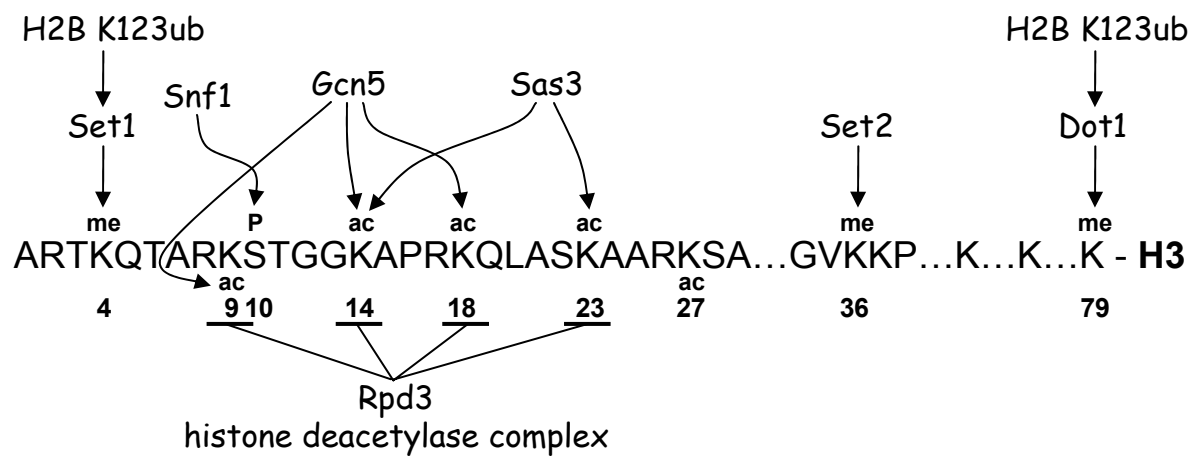 H2B K123ub H2B K123ub
Snf1 Gcn5 Sas3
Set1 Set2 Dot1
me P ac ac ac me me
ARTKQTARKSTGGKAPRKQLASKAARKSA...GVKKP...K...K...K - H3
ac ac
4 9 10 14 18 23 27 36 79
Rpd3
histone deacetylase complex